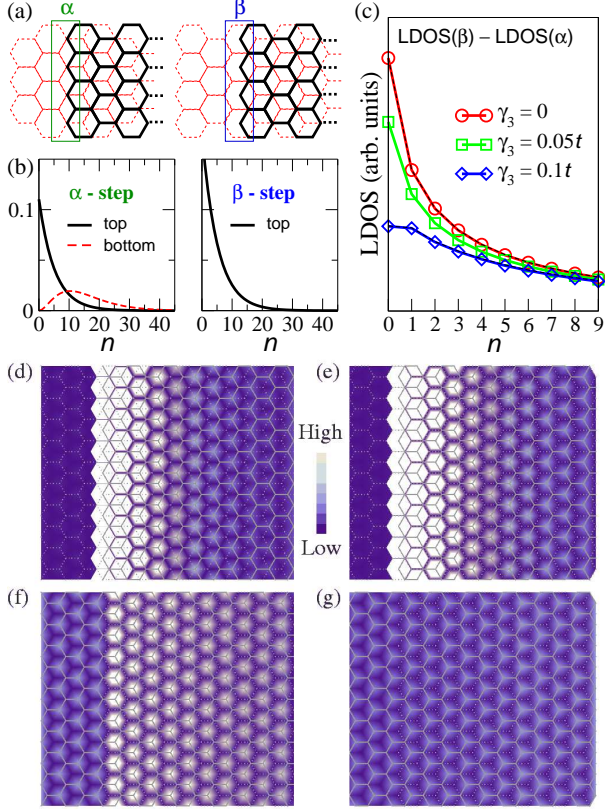 (a)
α
β
(b)
0.1
0
α - step
top
bottom
0 10 20 30 40
n
β - step
top
0 10 20 30 40
n
(c)
LDOS(β) – LDOS(α)
γ3 = 0
γ3 = 0.05t
γ3 = 0.1t
LDOS (arb. units)
0 1 2 3 4 5 6 7 8 9
n
(d)
(e)
High
Low
(f)
(g)